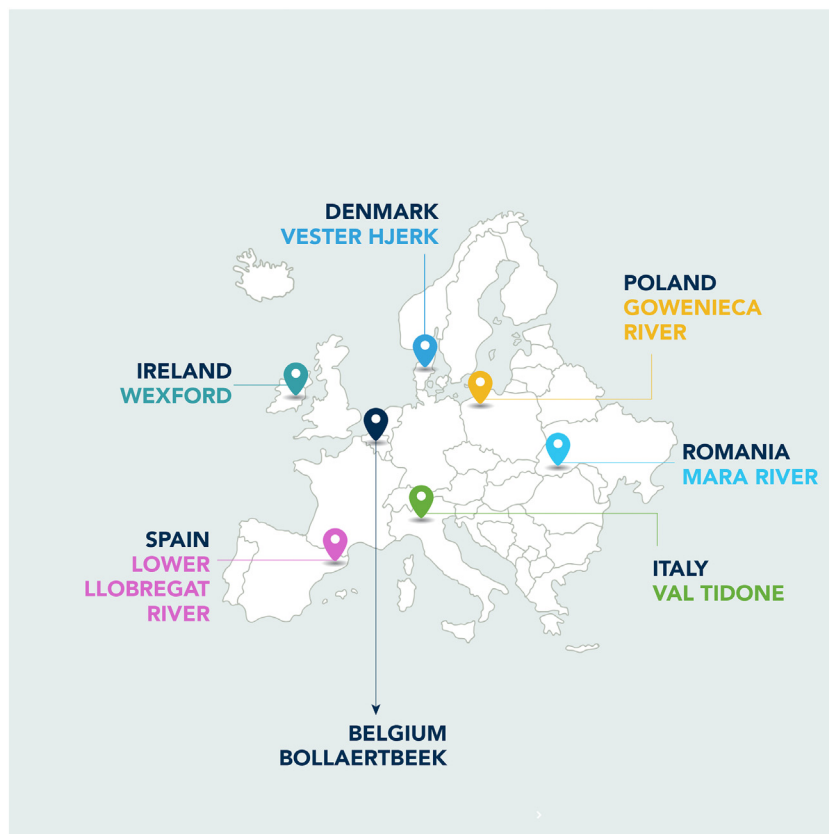 DENMARK
VESTER HJERK
POLAND
GOWENIECA
RIVER
IRELAND
WEXFORD
ROMANIA
MARA RIVER
SPAIN
LOWER
LLOBREGAT
RIVER
ITALY
VAL TIDONE
BELGIUM
BOLLAERTBEEK